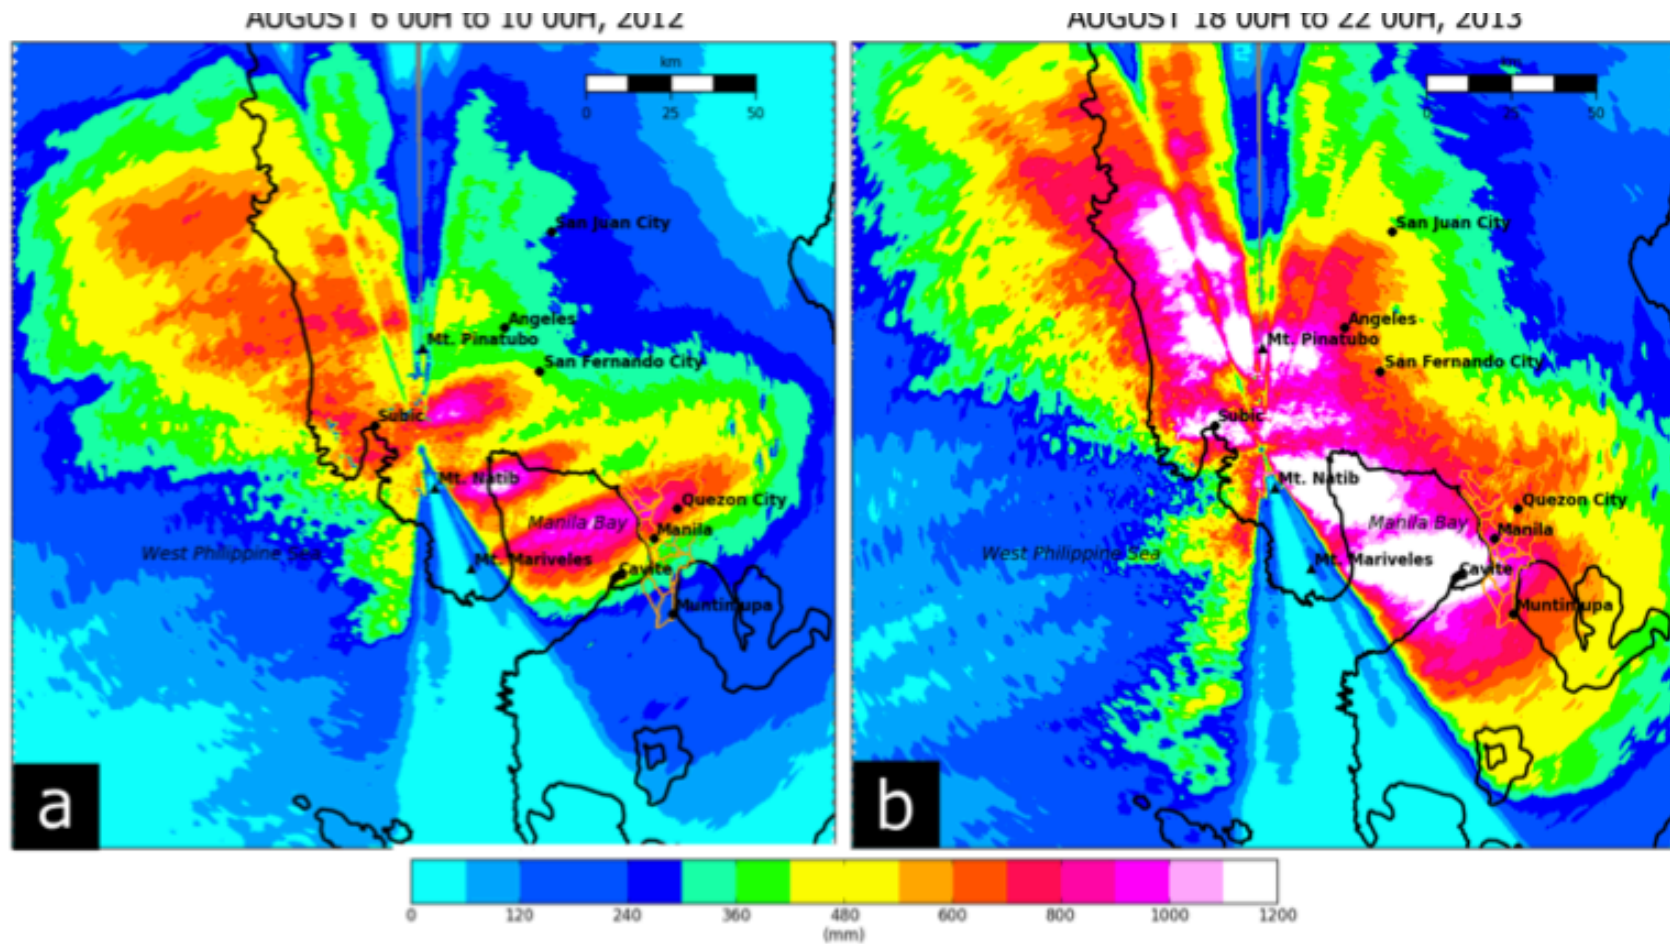 AUGUST 6 00H to 10 00H, 2012
AUGUST 18 00H to 22 00H, 2013
km
0 25 50
km
0 25 50
San Juan City
Angeles
Mt. Pinatubo
San Fernando City
Subic
Mt. Natib
Quezon City
Manila Bay
Manila
West Philippine Sea
Mt. Mariveles
Cavite
Muntinlupa
a
San Juan City
Angeles
Mt. Pinatubo
San Fernando City
Subic
Mt. Natib
Quezon City
Manila Bay
Manila
West Philippine Sea
Mt. Mariveles
Cavite
Muntinlupa
b
0 120 240 360 480 600 800 1000 1200
(mm)